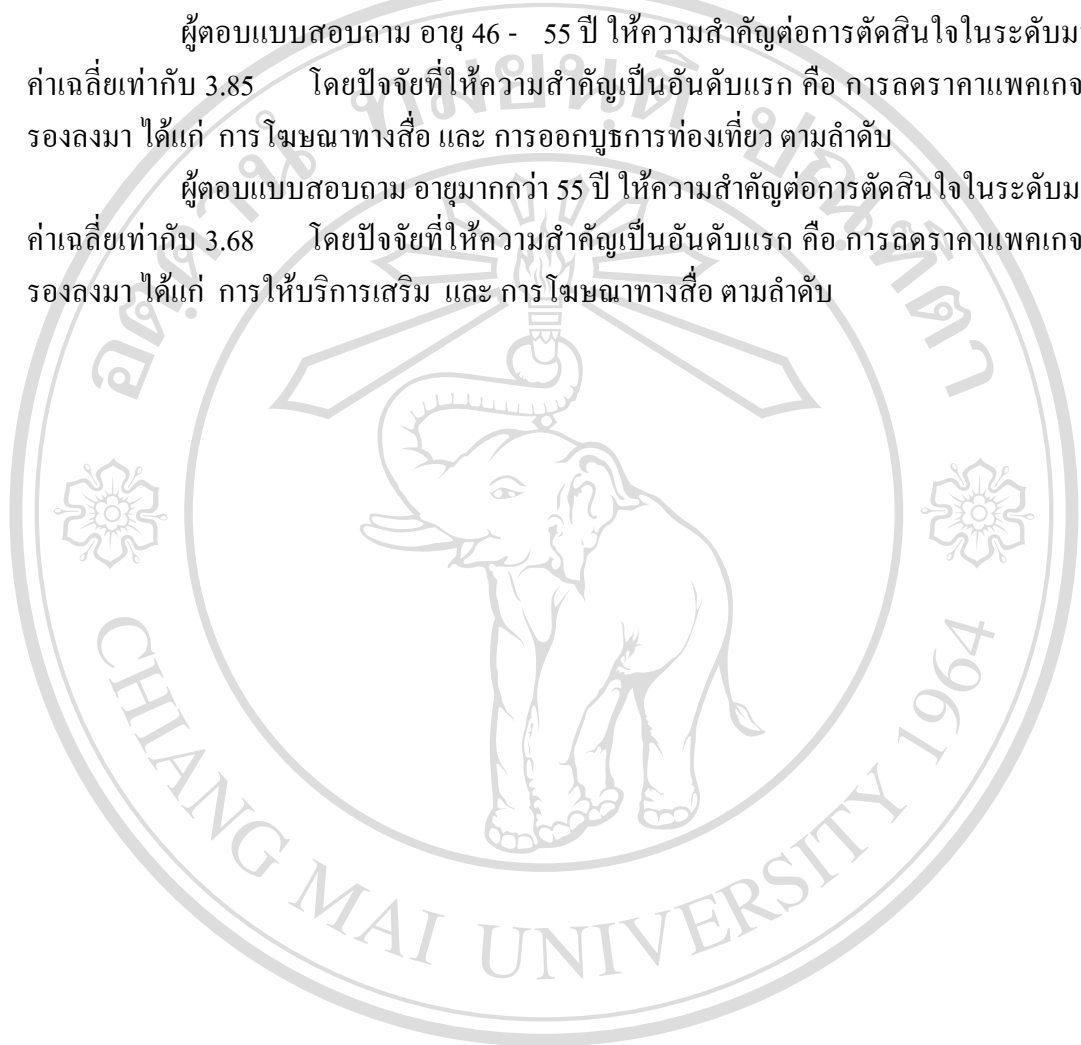 ผู้ตอบแบบสอบถาม อายุ 46 - 55 ปี ให้ความสำคัญต่อการตัดสินใจในระดับม
ค่าเฉลี่ยเท่ากับ 3.85 โดยปัจจัยที่ให้ความสำคัญเป็นอันดับแรก คือ การลดราคาแพคเกจ
รองลงมา ได้แก่ การโฆษณาทางสื่อ และ การออกบูธการท่องเที่ยว ตามลำดับ
ผู้ตอบแบบสอบถาม อายุมากกว่า 55 ปี ให้ความสำคัญต่อการตัดสินใจในระดับม
ค่าเฉลี่ยเท่ากับ 3.68 โดยปัจจัยที่ให้ความสำคัญเป็นอันดับแรก คือ การลดราคาแพคเกจ
รองลงมา ได้แก่ การให้บริการเสริม และ การโฆษณาทางสื่อ ตามลำดับ
อตฺตานํ ทมยนฺติ ปณฺฑิตา
CHIANG MAI UNIVERSITY 1964